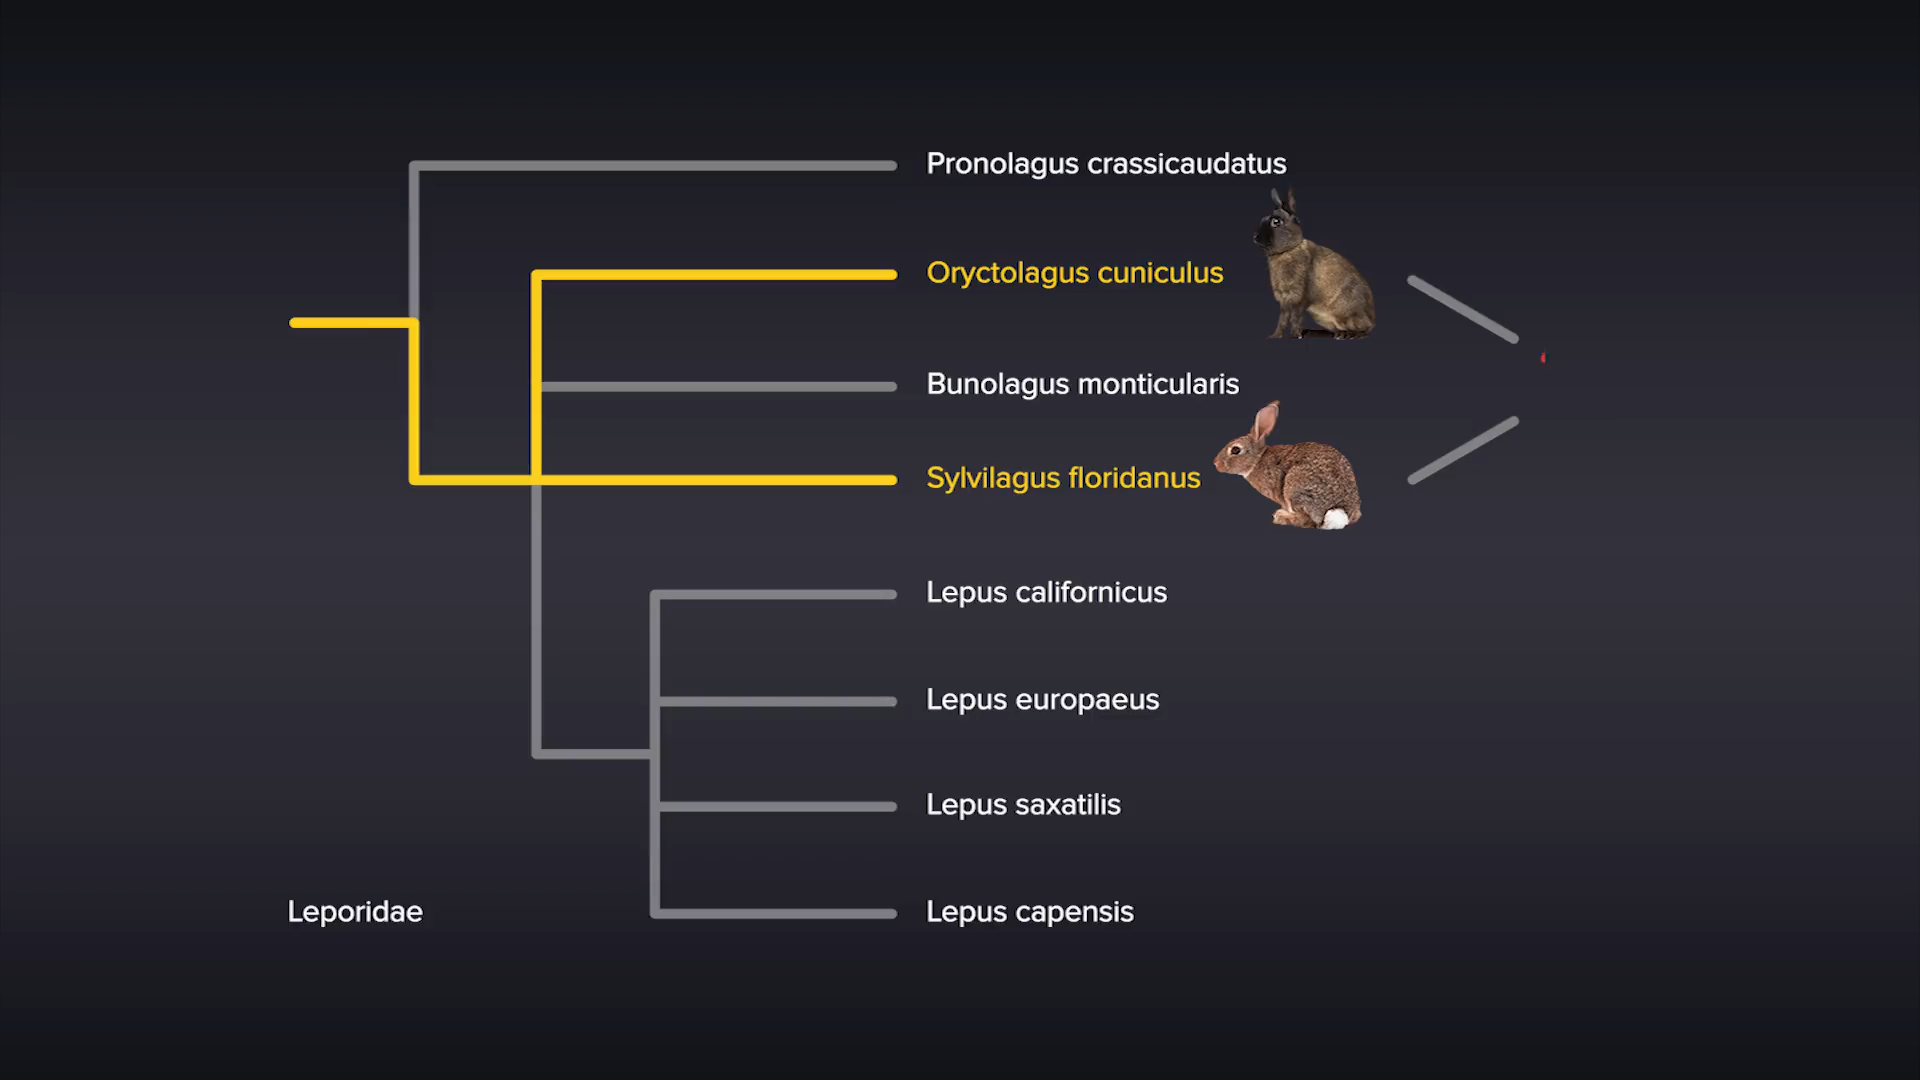 Pronolagus crassicaudatus
Oryctolagus cuniculus
Bunolagus monticularis
Sylvilagus floridanus
Lepus californicus
Lepus europaeus
Lepus saxatilis
Leporidae
Lepus capensis